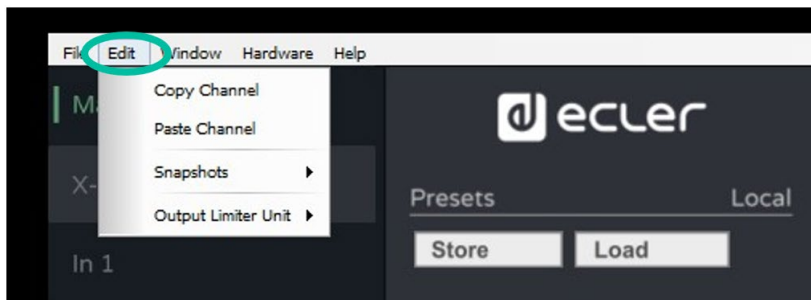 File Edit Window Hardware Help
Copy Channel
Paste Channel
Snapshots
Output Limiter Unit
X-
In 1
ecler
Presets Local
Store Load